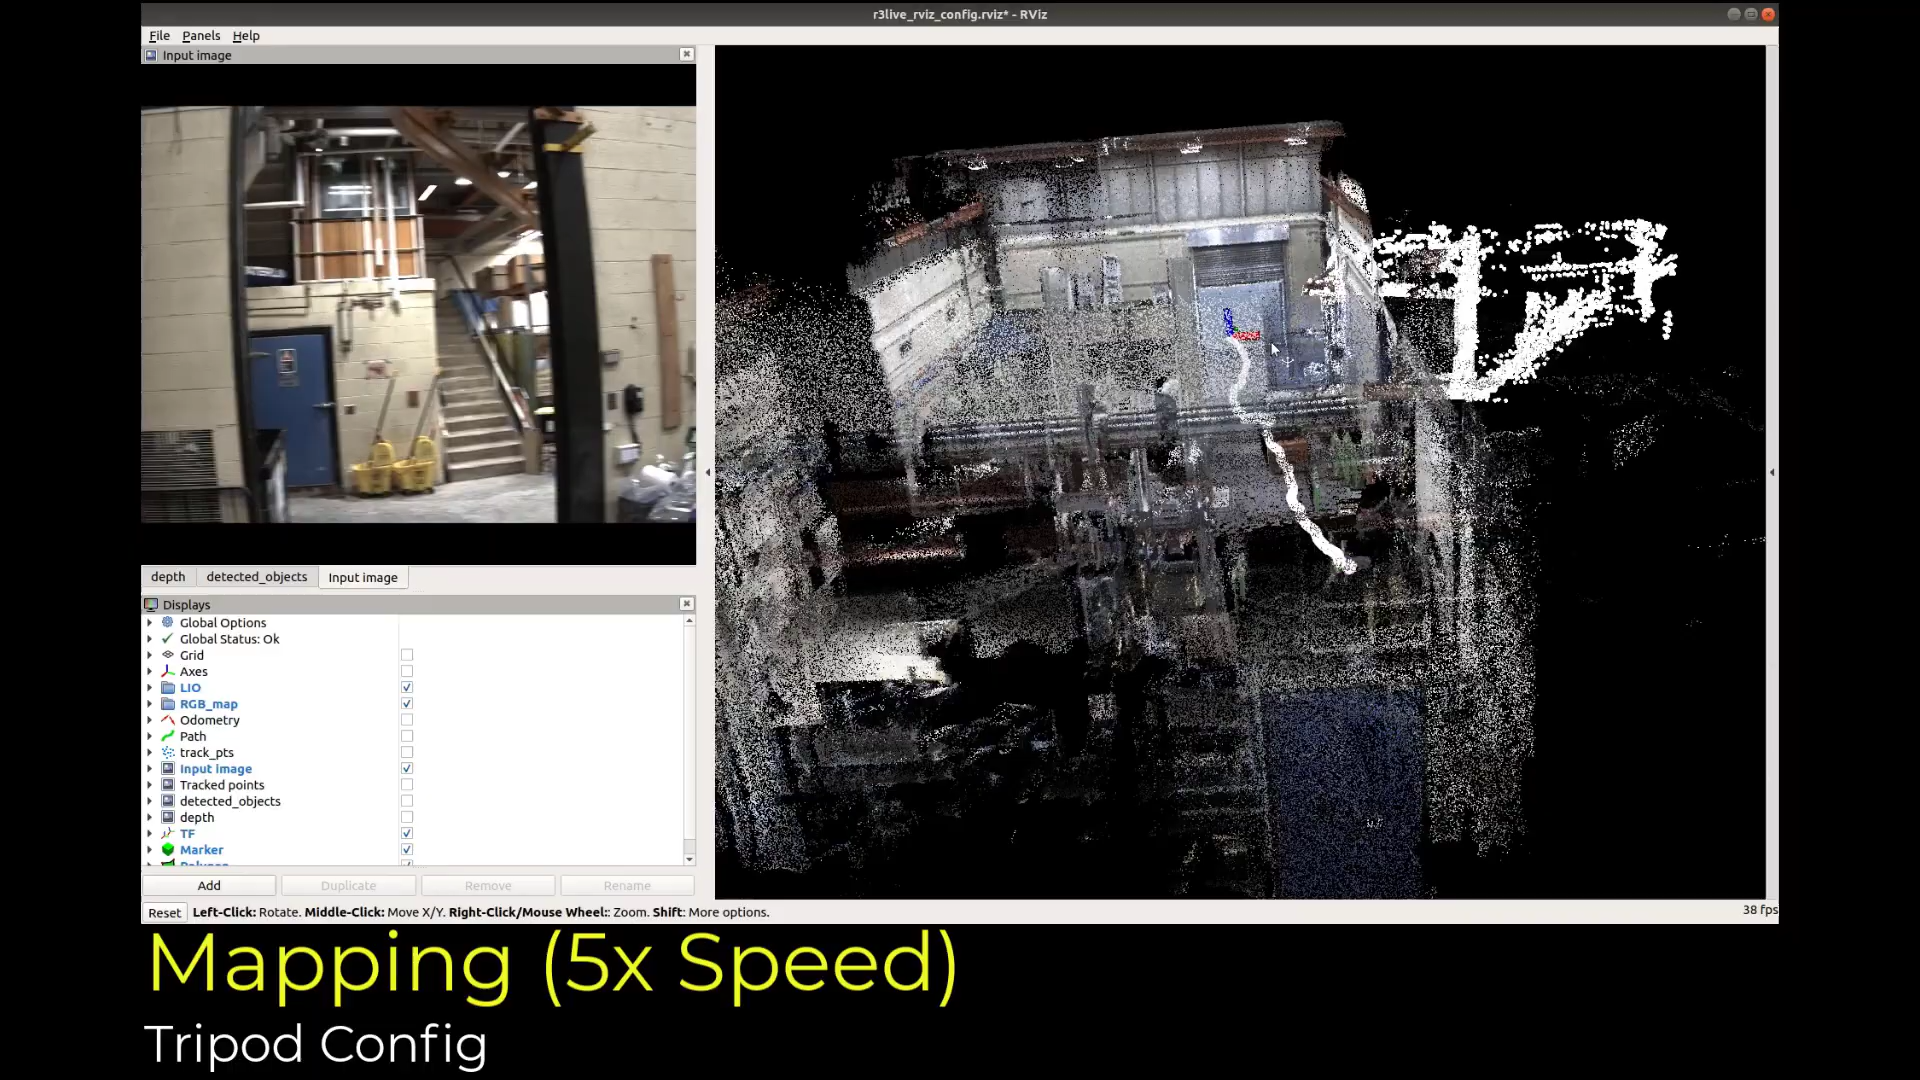 r3live_rviz_config.rviz* - RViz
File Panels Help
Input image
depth detected_objects Input image
Displays
Global Options
Global Status: Ok
Grid
Axes
LIO
RGB_map
Odometry
Path
track_pts
Input image
Tracked points
detected_objects
depth
TF
Marker
Add Duplicate Remove Rename
Reset Left-Click: Rotate. Middle-Click: Move X/Y. Right-Click/Mouse Wheel:: Zoom. Shift: More options.
38 fps
Mapping (5x Speed)
Tripod Config